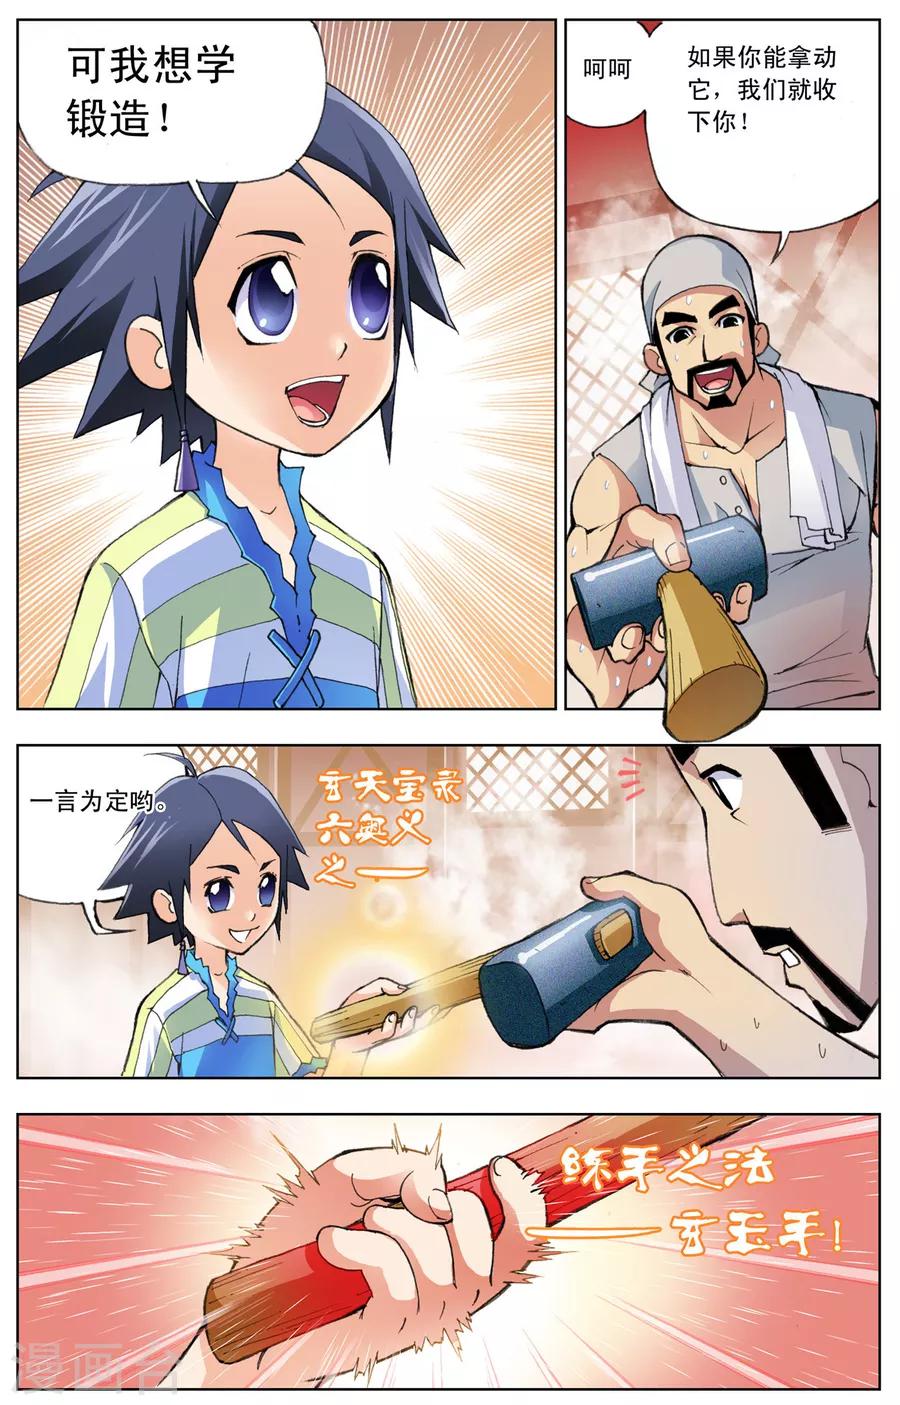 可我想学
锻造！
呵呵
如果你能拿动
它，我们就收
下你！
一言为定哟。
玄天宝录
六奥义
之——
练手之法
——玄玉手！
漫画台